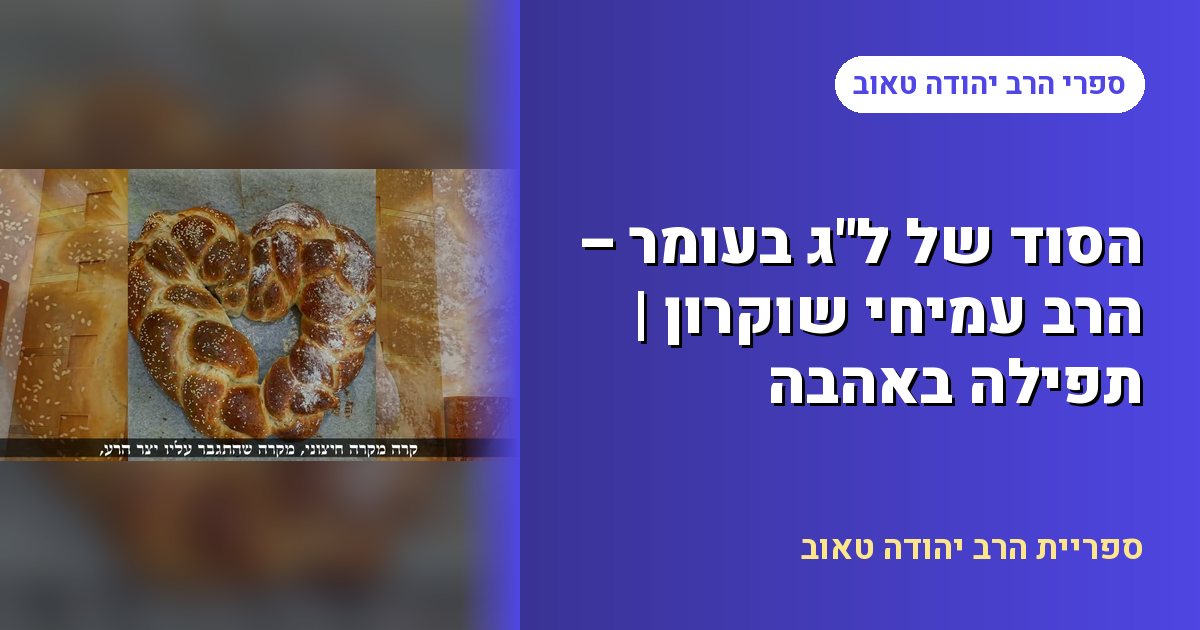 ספרי הרב יהודה טאוב
הסוד של ל"ג בעומר –
הרב עמיחי שוקרון |
תפילה באהבה
ספריית הרב יהודה טאוב
קרה מקרה חיצוני, מקרה שהתגבר עליו יצר הרע,